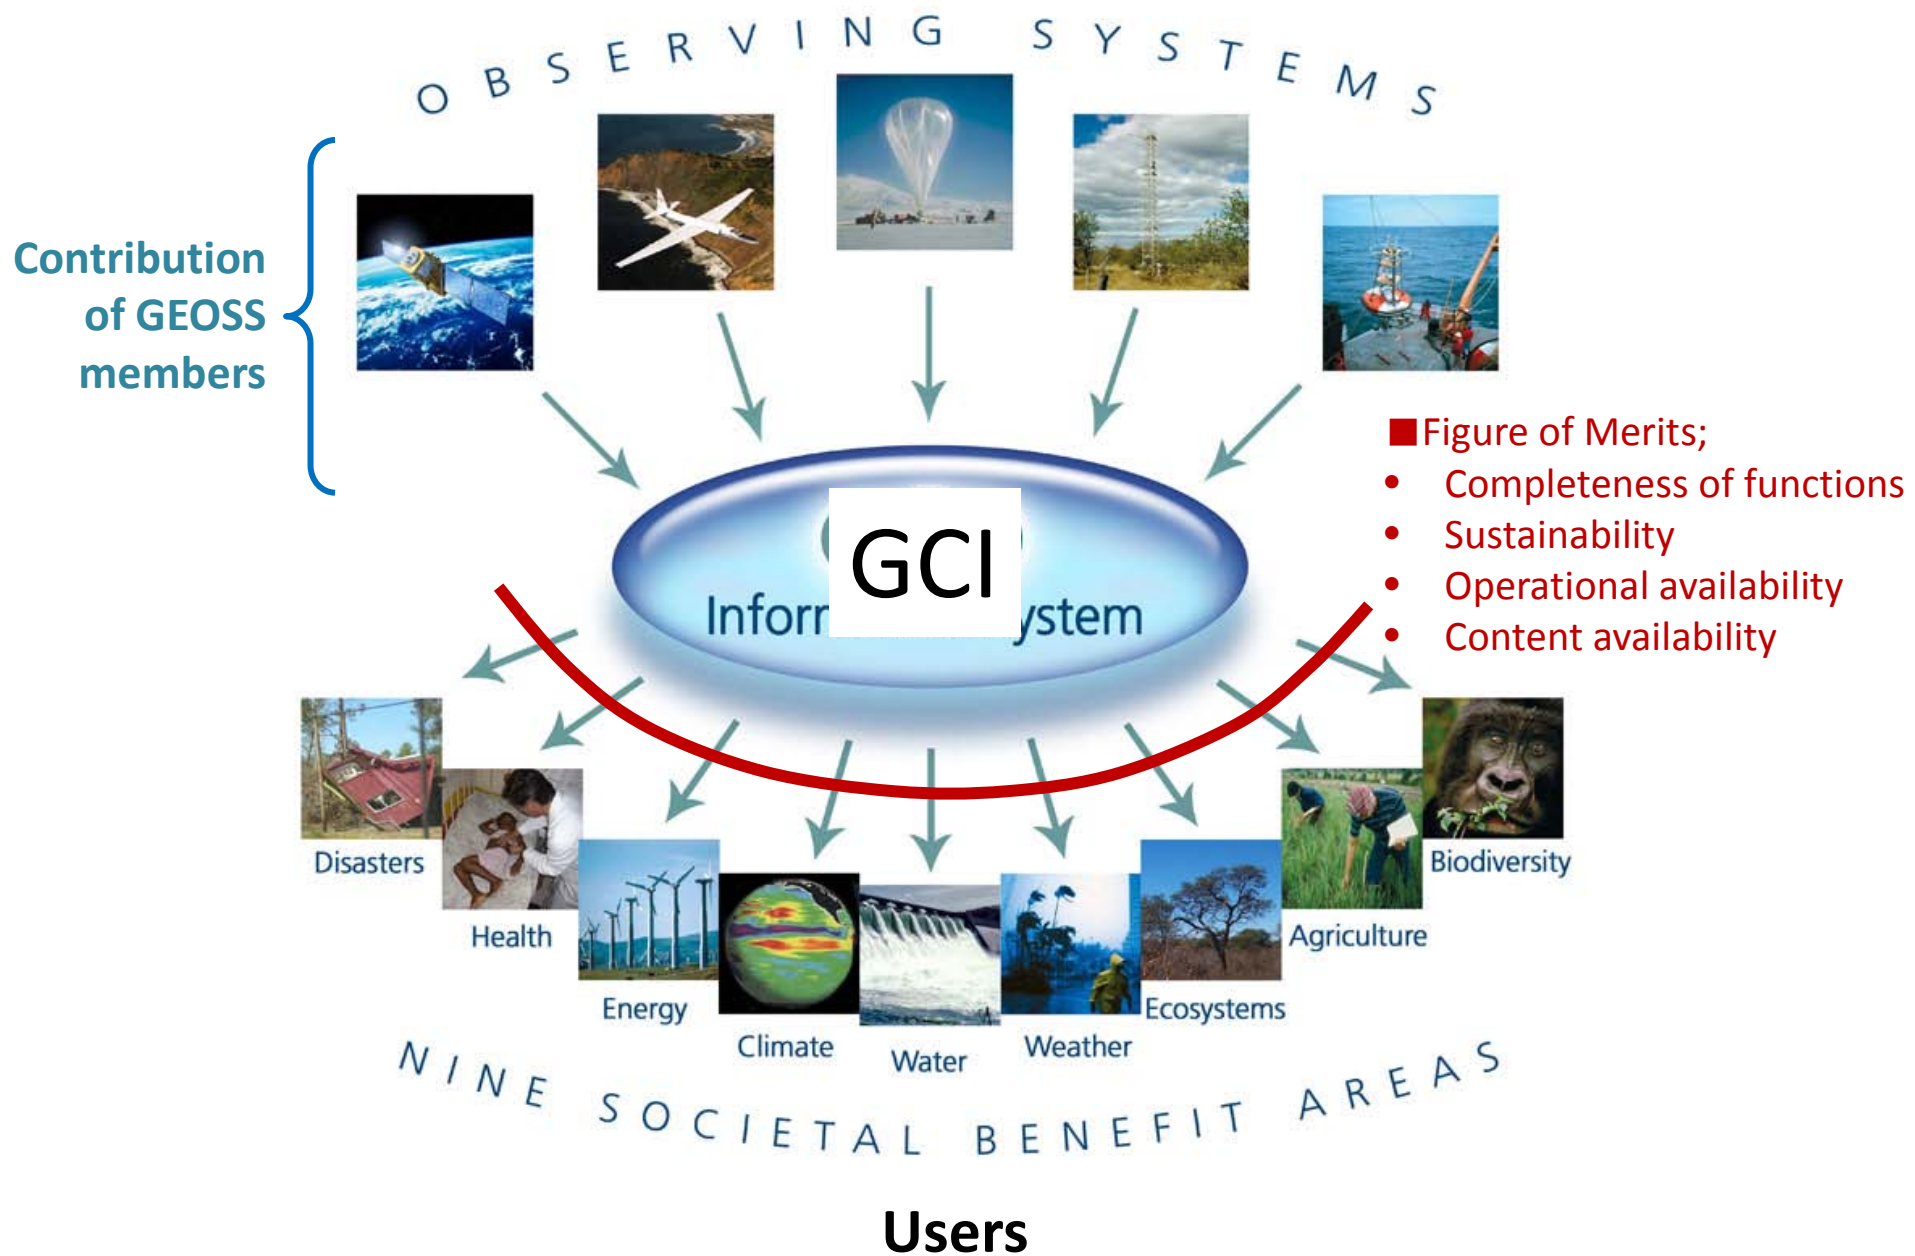 OBSERVING SYSTEMS
Contribution
of GEOSS
members
■Figure of Merits;
• Completeness of functions
• Sustainability
• Operational availability
• Content availability
GCI
Infor ystem
Disasters
Health
Energy
Climate
Water
Weather
Ecosystems
Agriculture
Biodiversity
NINE SOCIETAL BENEFIT AREAS
Users